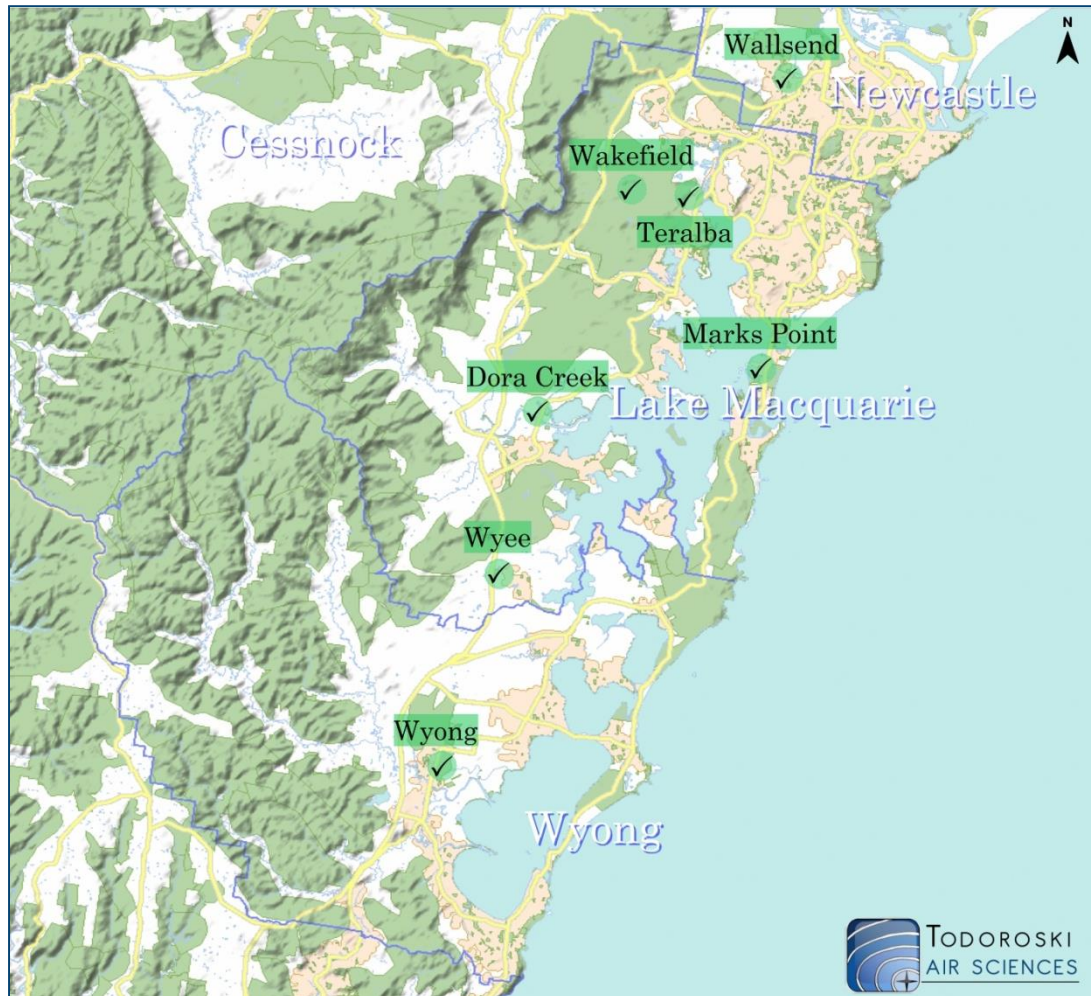 N
Wallsend
Newcastle
Cessnock
Wakefield
Teralba
Marks Point
Dora Creek
Lake Macquarie
Wyee
Wyong
Wyong
TODOROSKI
AIR SCIENCES